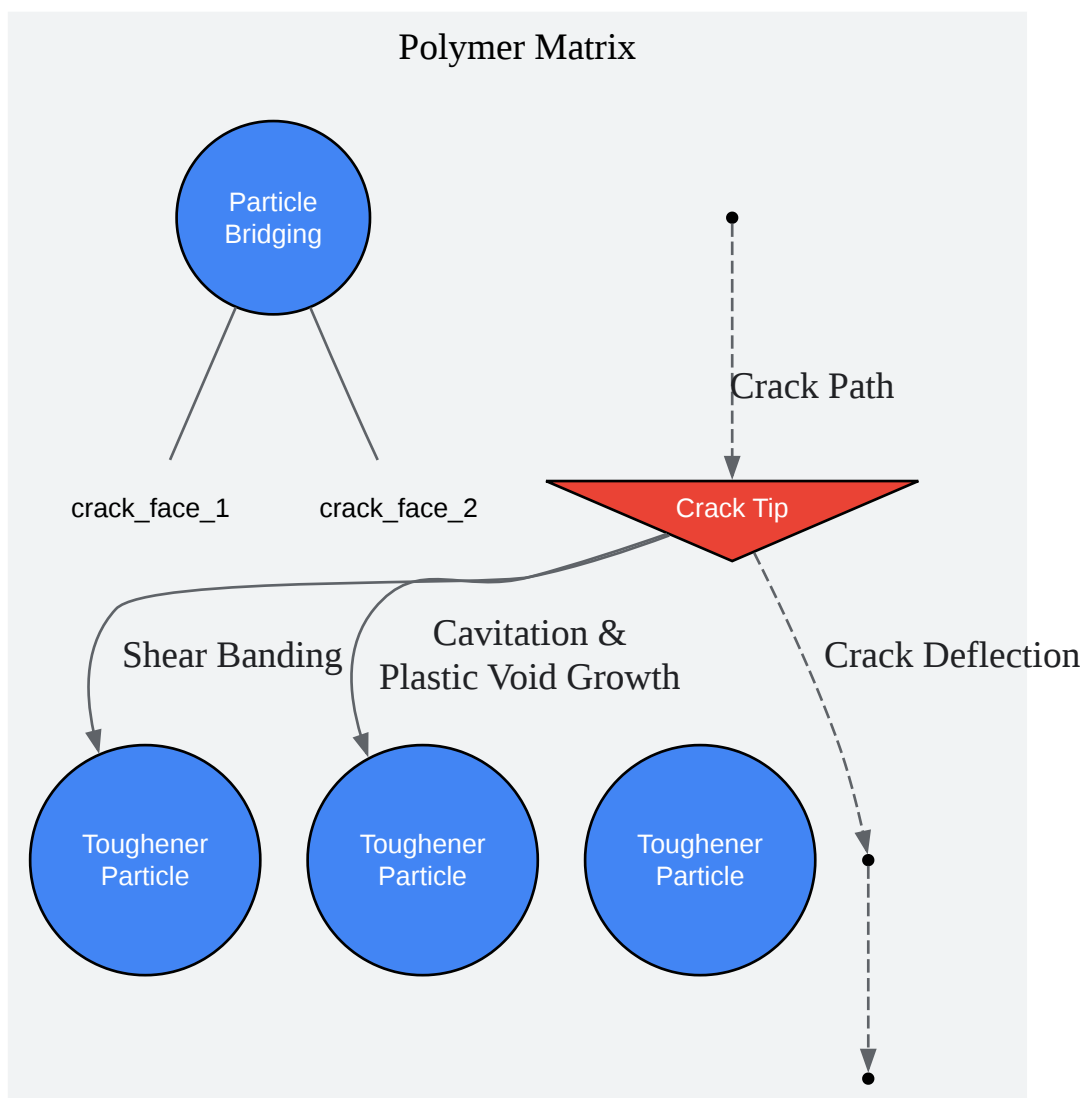 Polymer Matrix
Particle
Bridging
Crack Path
crack_face_1
crack_face_2
Crack Tip
Shear Banding
Cavitation &
Plastic Void Growth
Crack Deflection
Toughener
Particle
Toughener
Particle
Toughener
Particle